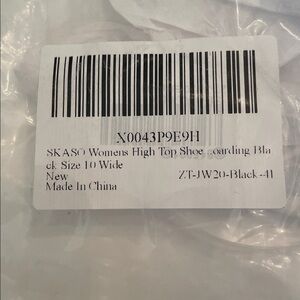 X0043P9E9H
SKASO Womens High Top Shoe ..oarding Bla
ck Size 10 Wide
New ZT-JW20-Black-41
Made In China